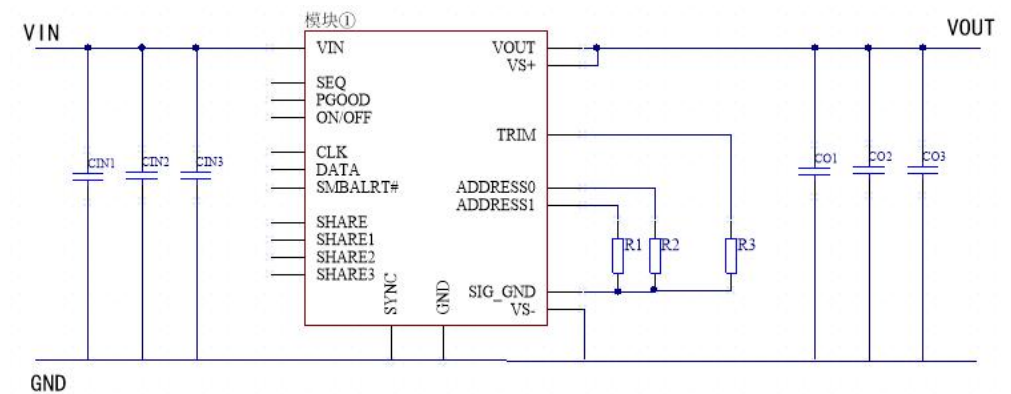 模块①
VIN
VOUT
VIN
VOUT
VS+
SEQ
PGOOD
ON/OFF
TRIM
CLK
DATA
SMBALRT#
ADDRESS0
ADDRESS1
CIN1
CIN2
CIN3
CO1
CO2
CO3
SHARE
SHARE1
SHARE2
SHARE3
R1
R2
R3
SYNC
GND
SIG_GND
VS-
GND